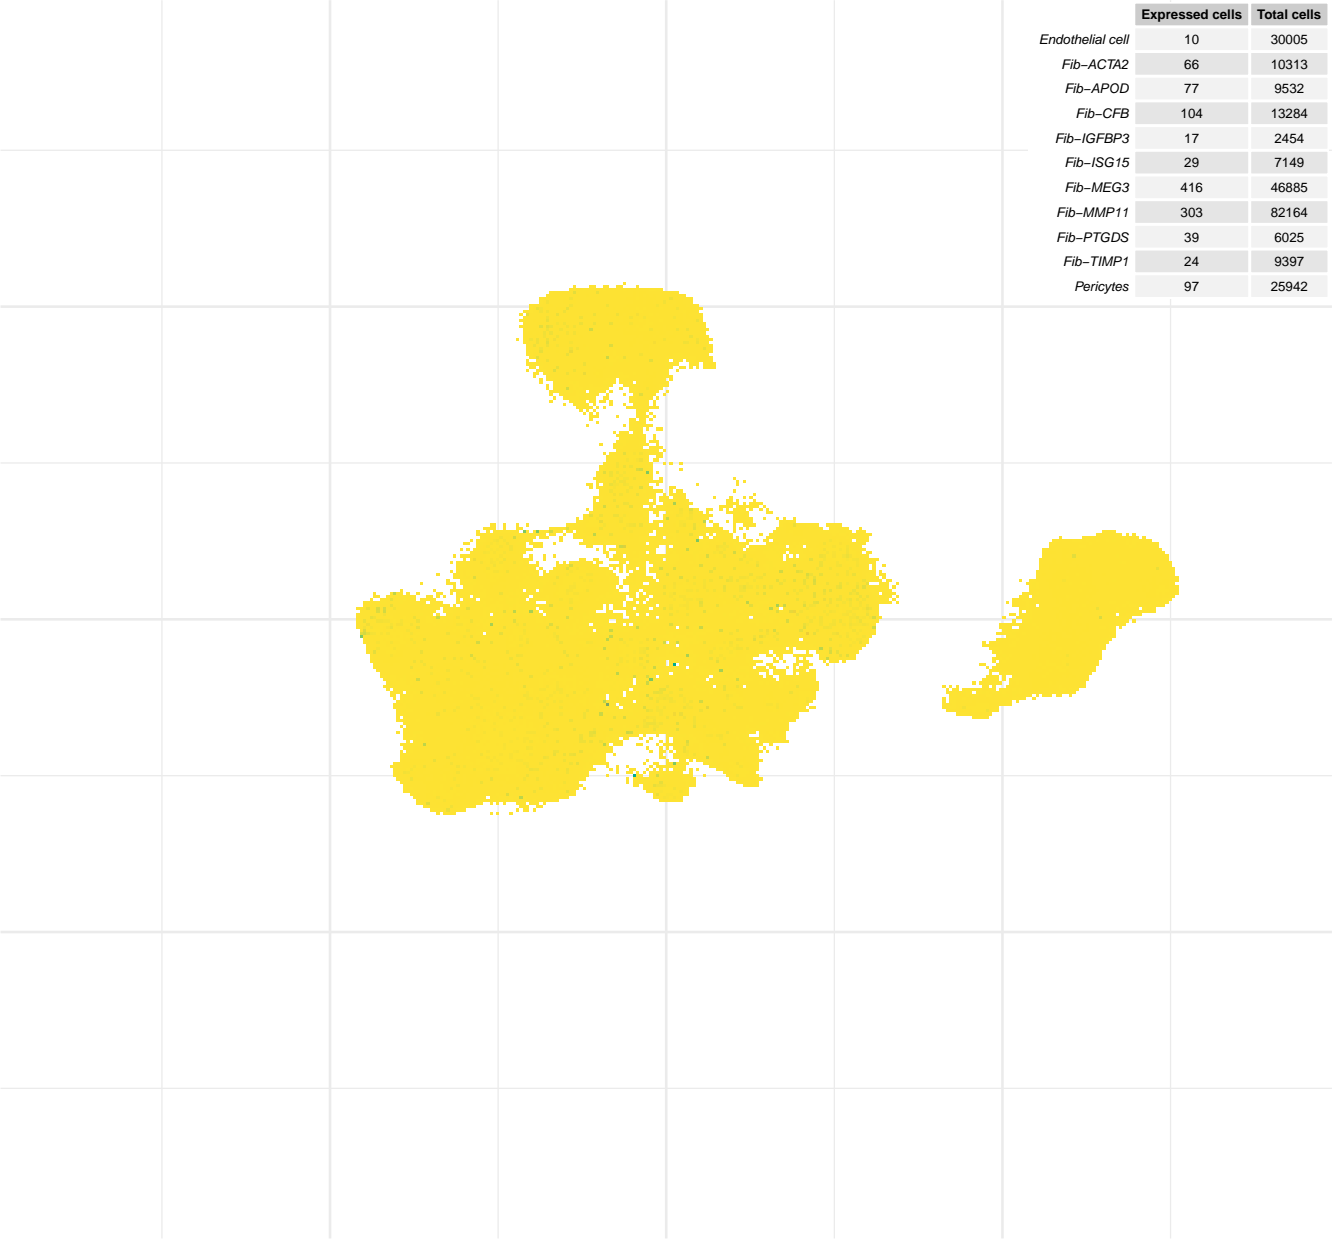 Expressed cells Total cells
Endothelial cell 10 30005
Fib−ACTA2 66 10313
Fib−APOD 77 9532
Fib−CFB 104 13284
Fib−IGFBP3 17 2454
Fib−ISG15 29 7149
Fib−MEG3 416 46885
Fib−MMP11 303 82164
Fib−PTGDS 39 6025
Fib−TIMP1 24 9397
Pericytes 97 25942